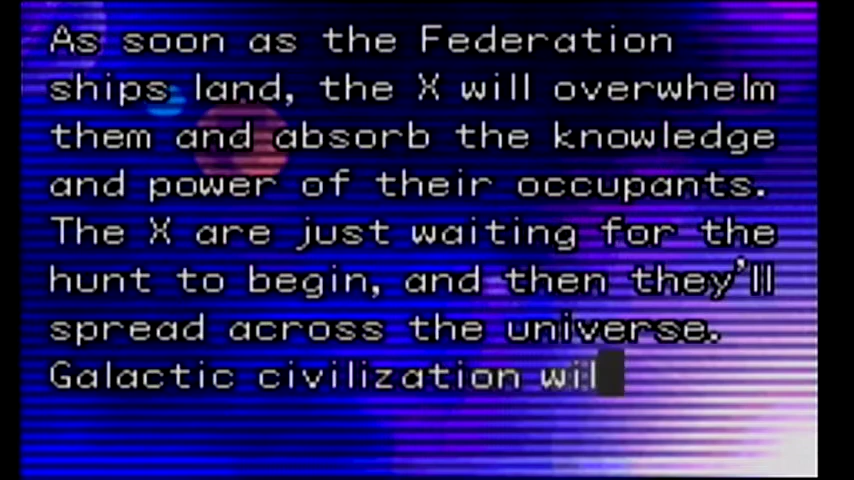 As soon as the Federation
ships land, the X will overwhelm
them and absorb the knowledge
and power of their occupants.
The X are just waiting for the
hunt to begin, and then they'll
spread across the universe.
Galactic civilization wil